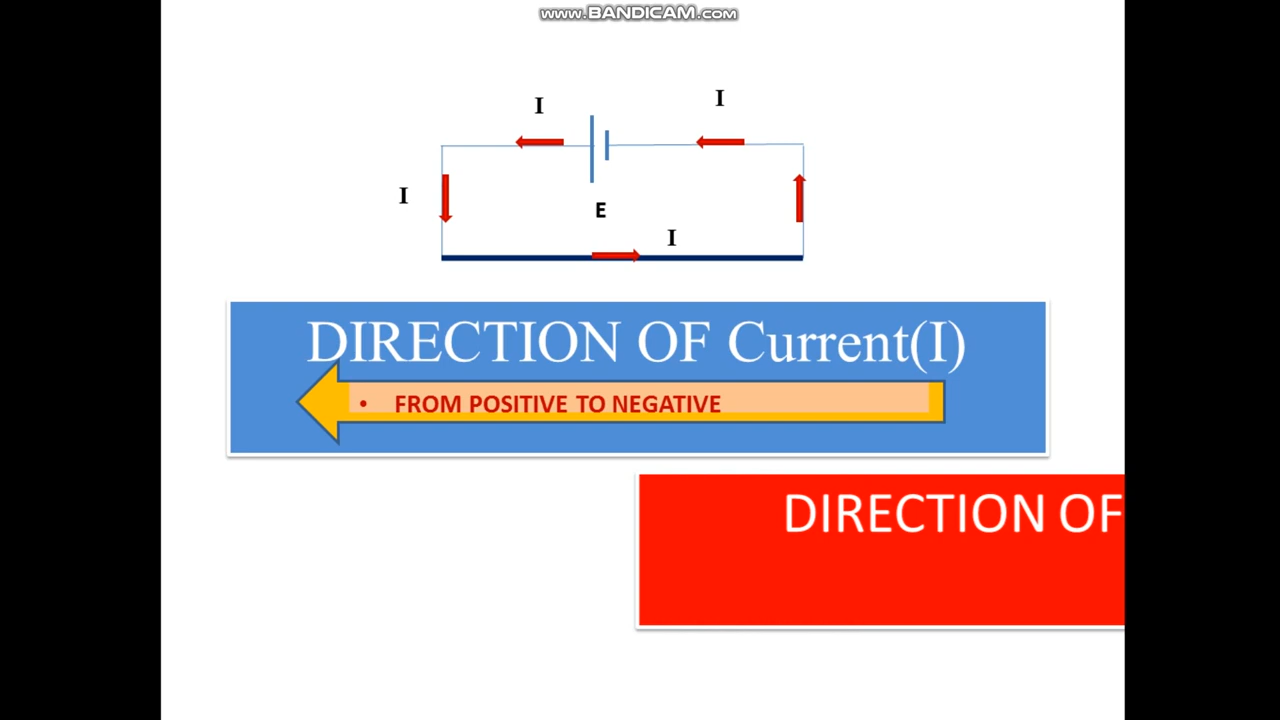 www.BANDICAM.com
I
I
I
E
I
DIRECTION OF Current(I)
• FROM POSITIVE TO NEGATIVE
DIRECTION OF